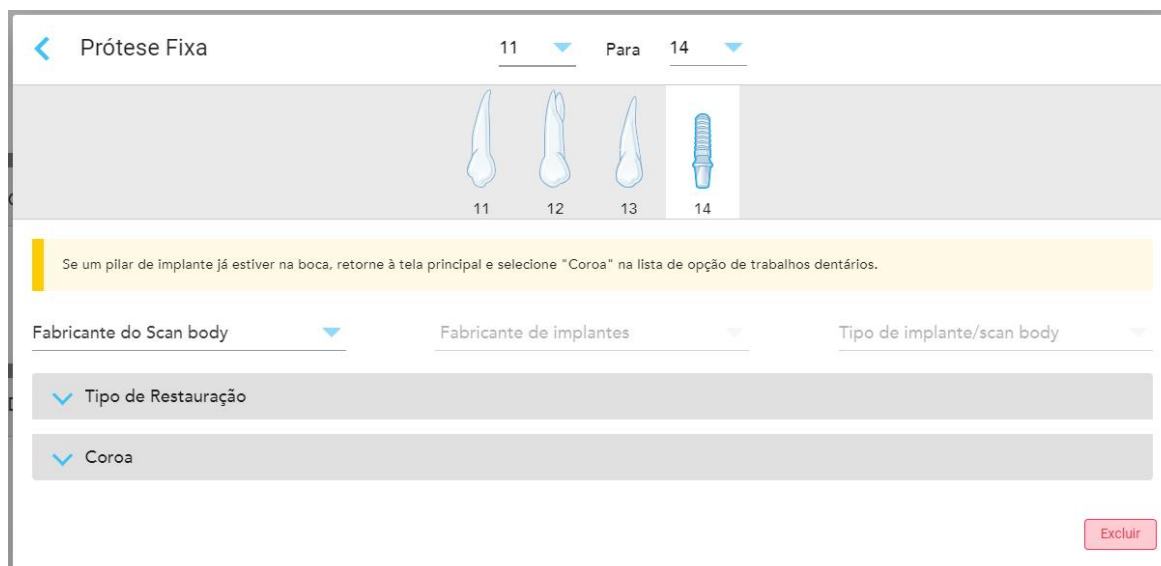 Prótese Fixa
11 Para 14
11 12 13 14
Se um pilar de implante já estiver na boca, retorne à tela principal e selecione "Coroa" na lista de opção de trabalhos dentários.
Fabricante do Scan body Fabricante de implantes Tipo de implante/scan body
Tipo de Restauração
Coroa
Excluir